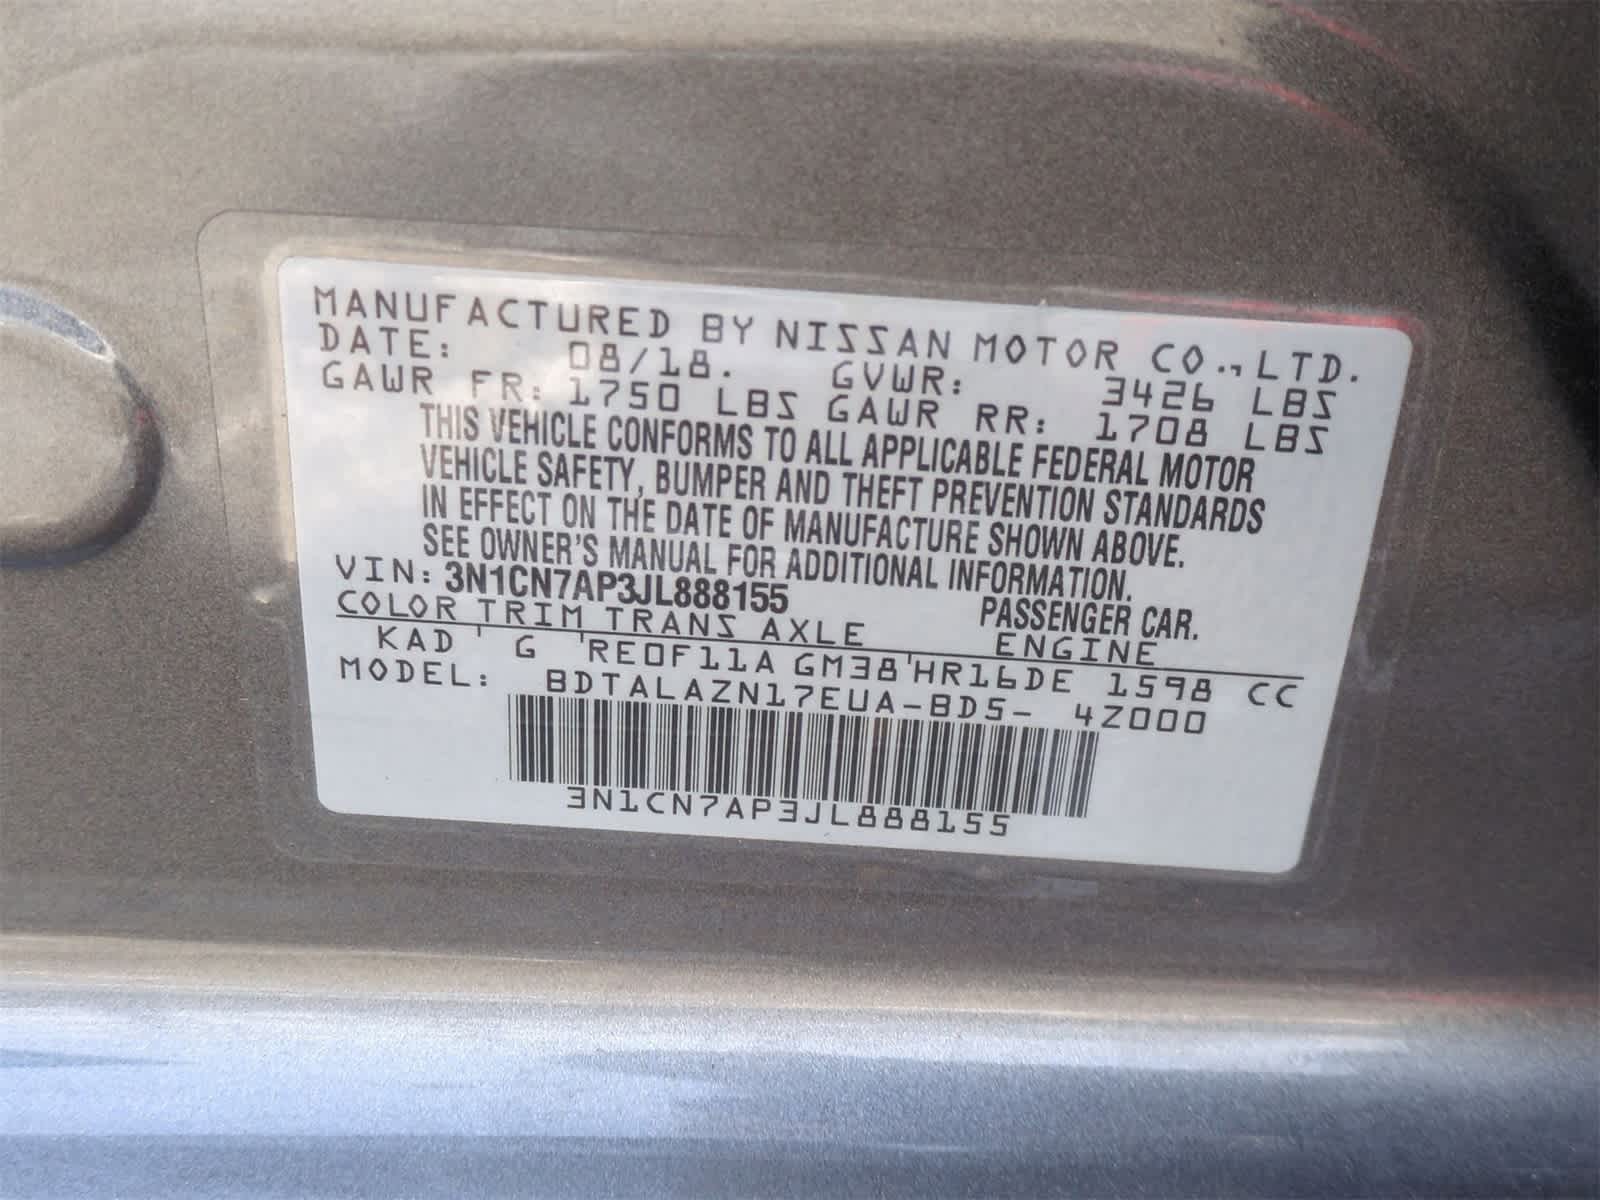 MANUFACTURED BY NISSAN MOTOR CO., LTD.
DATE: 08/18. GVWR: 3426 LBS
GAWR FR: 1750 LBS GAWR RR: 1708 LBS
THIS VEHICLE CONFORMS TO ALL APPLICABLE FEDERAL MOTOR
VEHICLE SAFETY, BUMPER AND THEFT PREVENTION STANDARDS
IN EFFECT ON THE DATE OF MANUFACTURE SHOWN ABOVE.
SEE OWNER'S MANUAL FOR ADDITIONAL INFORMATION.
VIN: 3N1CN7AP3JL888155 PASSENGER CAR.
COLOR TRIM TRANS AXLE ENGINE
KAD ' G 'RE0F11A GM38'HR16DE 1598 CC
MODEL: BDTALAZN17EUA-BDS- 4Z000
3N1CN7AP3JL888155